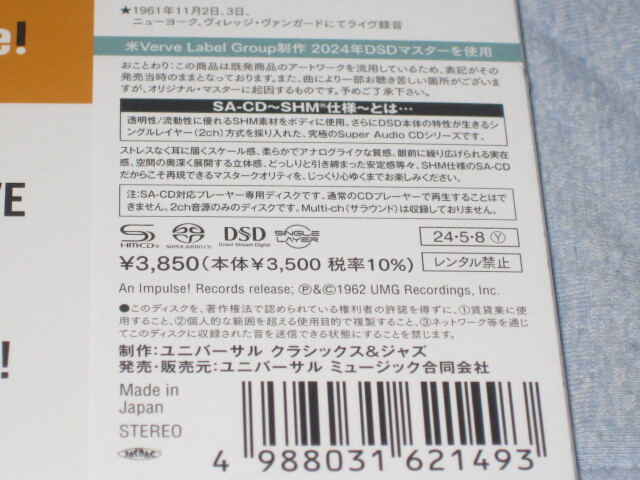 ★1961年11月2日、3日、
ニューヨーク、ヴィレッジ・ヴァンガードにてライヴ録音
e!
米Verve Label Group制作 2024年DSDマスターを使用
おことわり:この商品は既発商品のアートワークを流用しているため、表記がその
発売当時のままとなっております。また、曲により一部お聴き苦しい箇所がございま
すが、オリジナル・マスターに起因するものです。予めご了承下さい。
SA-CD〜SHM®仕様〜とは…
透明性/流動性に優れるSHM素材をボディに使用。さらにDSD本体の特性が生きるシ
ングルレイヤー(2ch)方式を採り入れた、究極のSuper Audio CDシリーズです。
ストレスなく耳に届くスケール感、柔らかでアナログライクな質感、眼前に繰り広げられる実在
感、空間の奥深く展開する立体感、どっしりと引き締まった安定感等々、SHM仕様のSA-CD
だからこそ再現できるマスタークオリティを、じっくり心ゆくまでお楽しみください。
VE
注:SA-CD対応プレーヤー専用ディスクです。通常のCDプレーヤーで再生することはで
きません。2ch音源のみのディスクです。Multi-ch(サラウンド)は収録しておりません。
SHM-CD® SUPER AUDIO CD DSD Direct Stream Digital SINGLE LAYER 24・5・8 Ⓨ
¥3,850(本体¥3,500 税率10%) レンタル禁止
An Impulse! Records release; Ⓟ&©1962 UMG Recordings, Inc.
●このディスクを、著作権法で認められている権利者の許諾を得ずに、①賃貸業に使
用すること、②個人的な範囲を超える使用目的で複製すること、③ネットワーク等を通じ
てこのディスクに収録された音を送信できる状態にすることを禁じます。
!
制作:ユニバーサル クラシックス&ジャズ
発売・販売元:ユニバーサル ミュージック合同会社
Made in
Japan
STEREO
JASRAC
4 988031 621493